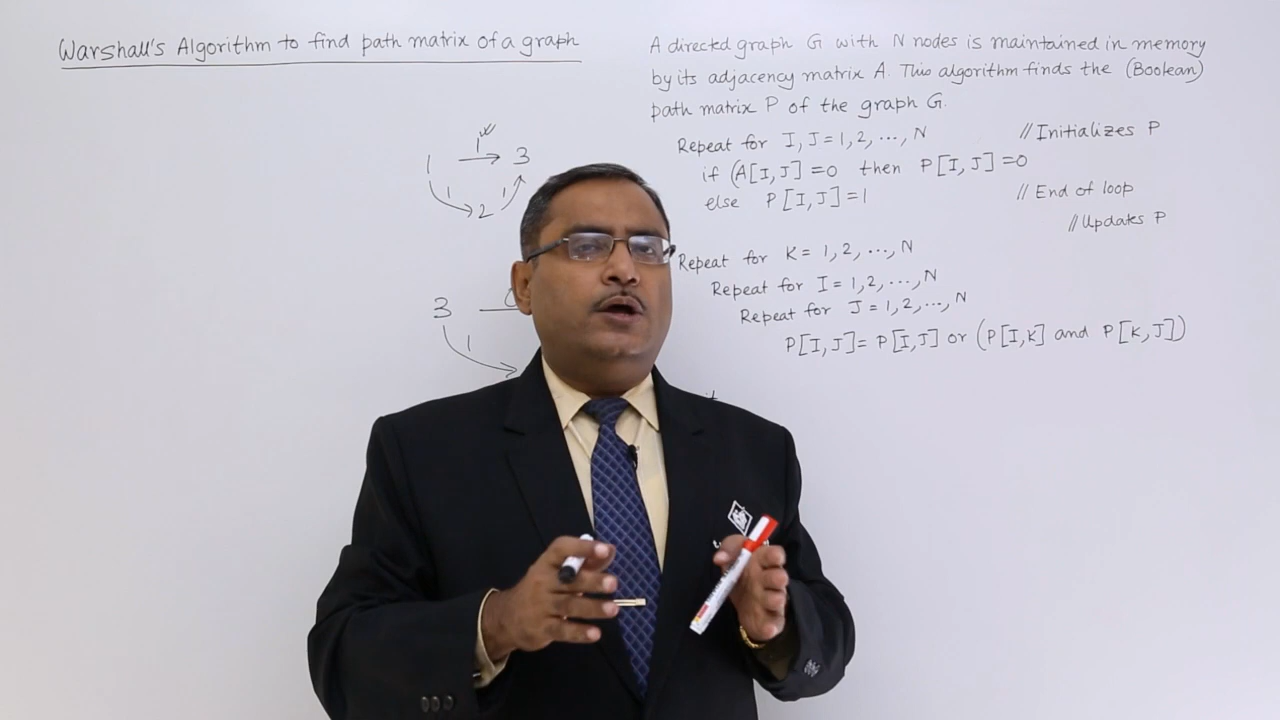 Warshall's Algorithm to find path matrix of a graph
A directed graph G with N nodes is maintained in memory
by its adjacency matrix A. This algorithm finds the (Boolean)
path matrix P of the graph G.
Repeat for I, J = 1, 2, ..., N //Initializes P
if (A[I, J] = 0 then P[I, J] = 0
else P[I, J] = 1 // End of loop
//Updates P
Repeat for K = 1, 2, ..., N
Repeat for I = 1, 2, ..., N
Repeat for J = 1, 2, ..., N
P[I, J] = P[I, J] or (P[I, K] and P[K, J])
1
1 3
1 1
2
3
1